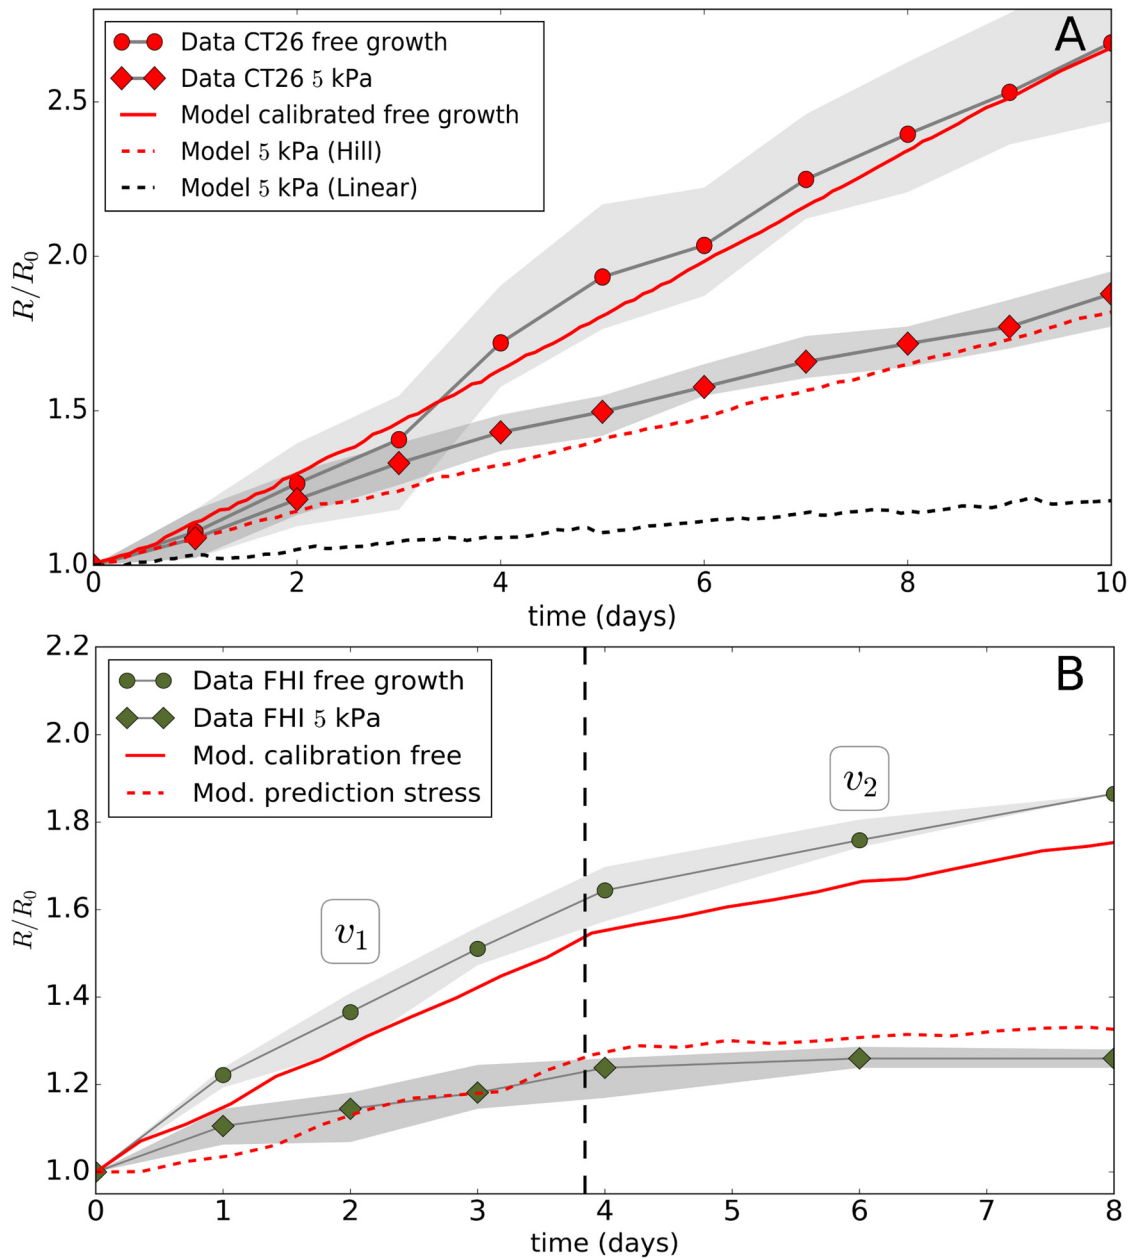 A
Data CT26 free growth
Data CT26 5 kPa
Model calibrated free growth
Model 5 kPa (Hill)
Model 5 kPa (Linear)
2.5
2.0
1.5
1.0
R/R₀
0 2 4 6 8 10
time (days)
B
Data FHI free growth
Data FHI 5 kPa
Mod. calibration free
Mod. prediction stress
v₁
v₂
2.2
2.0
1.8
1.6
1.4
1.2
1.0
R/R₀
0 1 2 3 4 5 6 7 8
time (days)